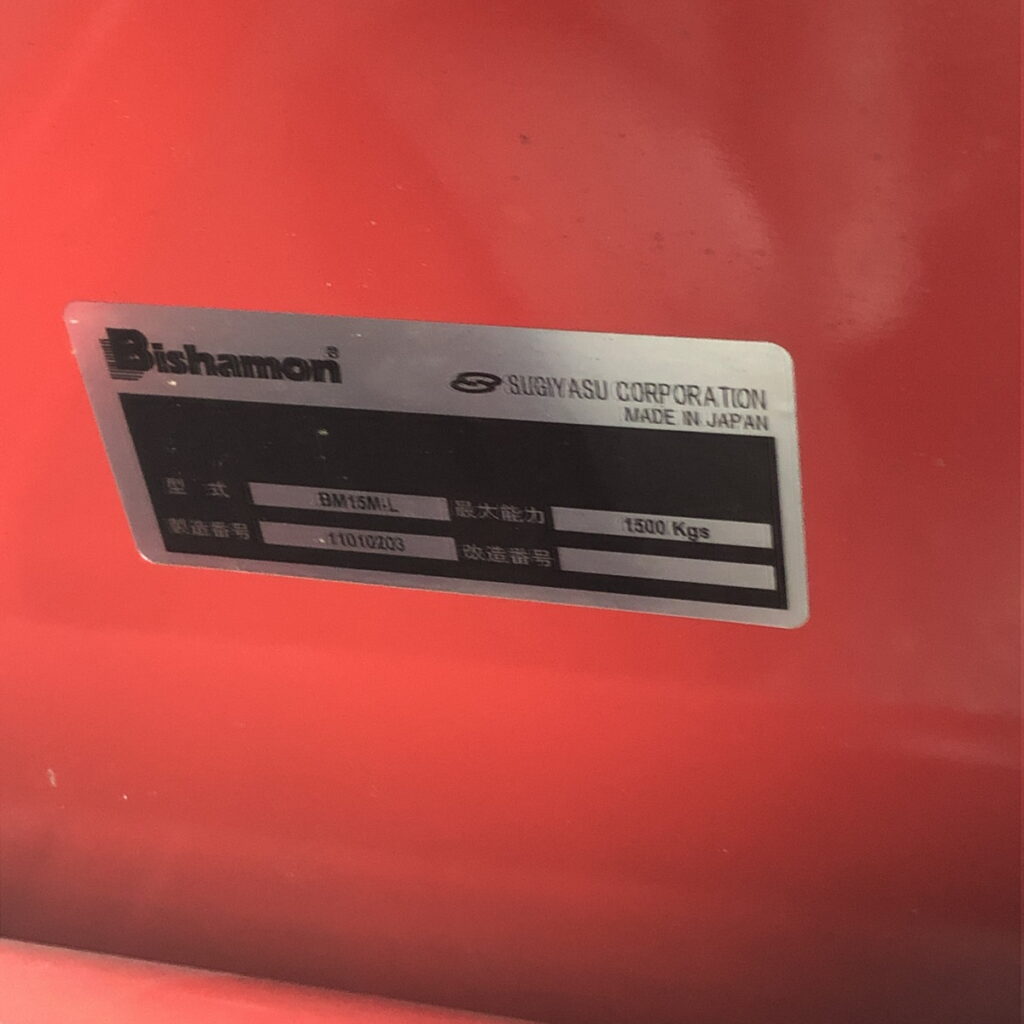 Bishamon®
SUGIYASU CORPORATION
MADE IN JAPAN
型 式 BM15M-L 最大能力 1500 Kgs
製造番号 11010203 改造番号